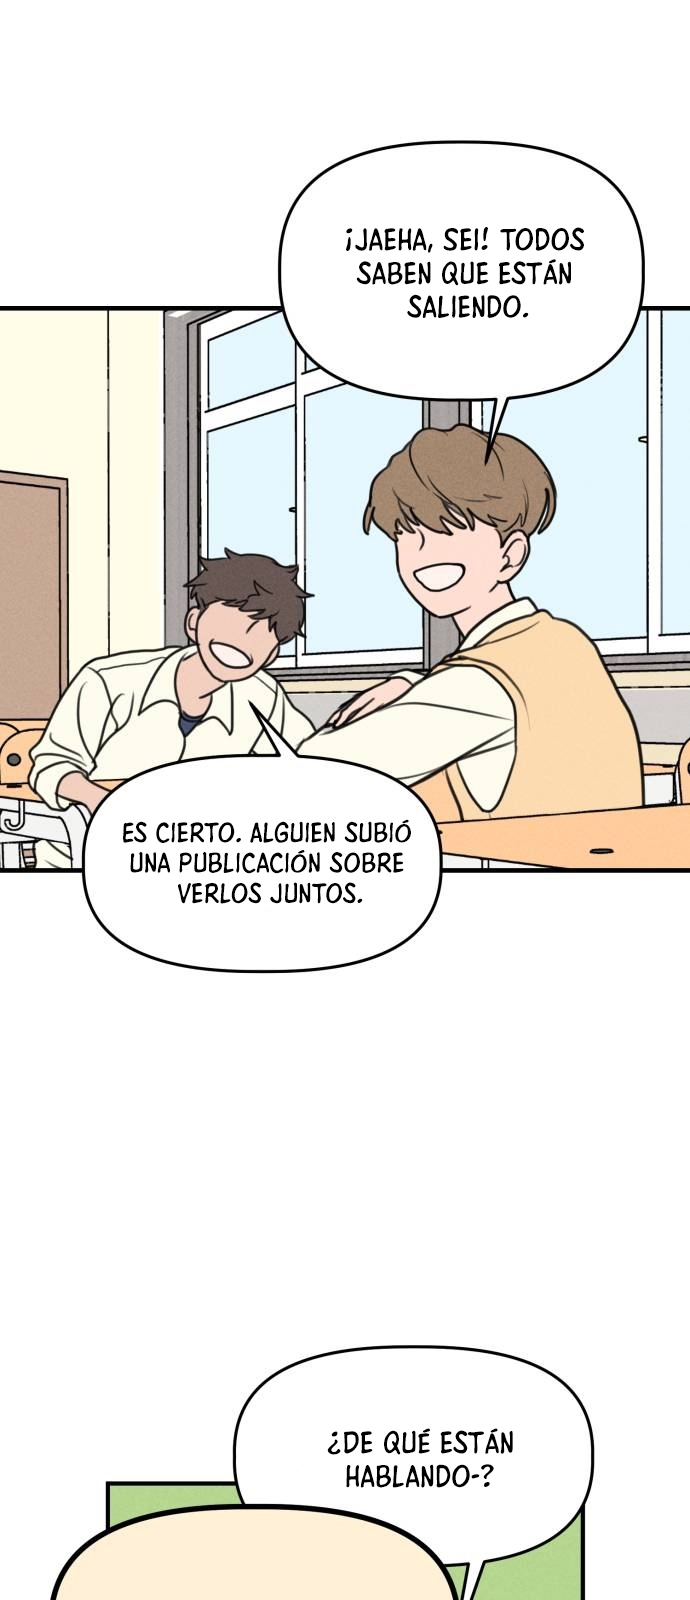 ¡JAEHA, SEI! TODOS
SABEN QUE ESTÁN
SALIENDO.
ES CIERTO. ALGUIEN SUBIÓ
UNA PUBLICACIÓN SOBRE
VERLOS JUNTOS.
¿DE QUÉ ESTÁN
HABLANDO-?